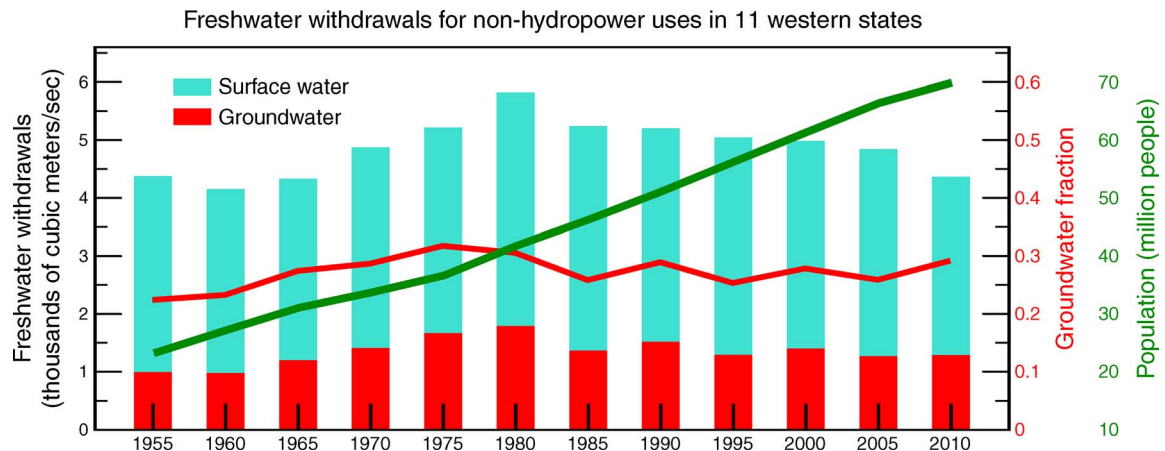 Freshwater withdrawals for non-hydropower uses in 11 western states
Freshwater withdrawals
(thousands of cubic meters/sec)
6
5
4
3
2
1
0
Surface water
Groundwater
1955 1960 1965 1970 1975 1980 1985 1990 1995 2000 2005 2010
0.6
0.5
0.4
0.3
0.2
0.1
0
Groundwater fraction
70
60
50
40
30
20
10
Population (million people)